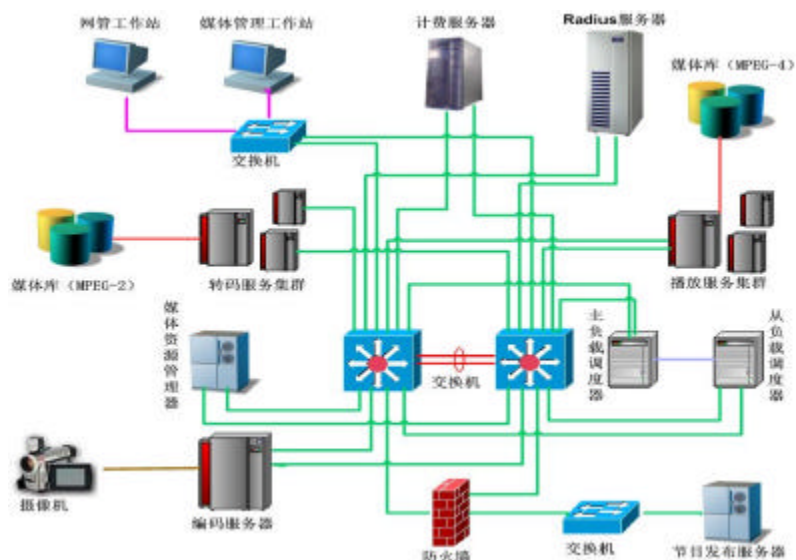 网管工作站
媒体管理工作站
计费服务器
Radius服务器
媒体库（MPEG-4）
交换机
媒体库（MPEG-2）
转码服务集群
播放服务集群
媒体资源管理器
交换机
主负载调度器
从负载调度器
摄像机
编码服务器
防火墙
交换机
节目发布服务器